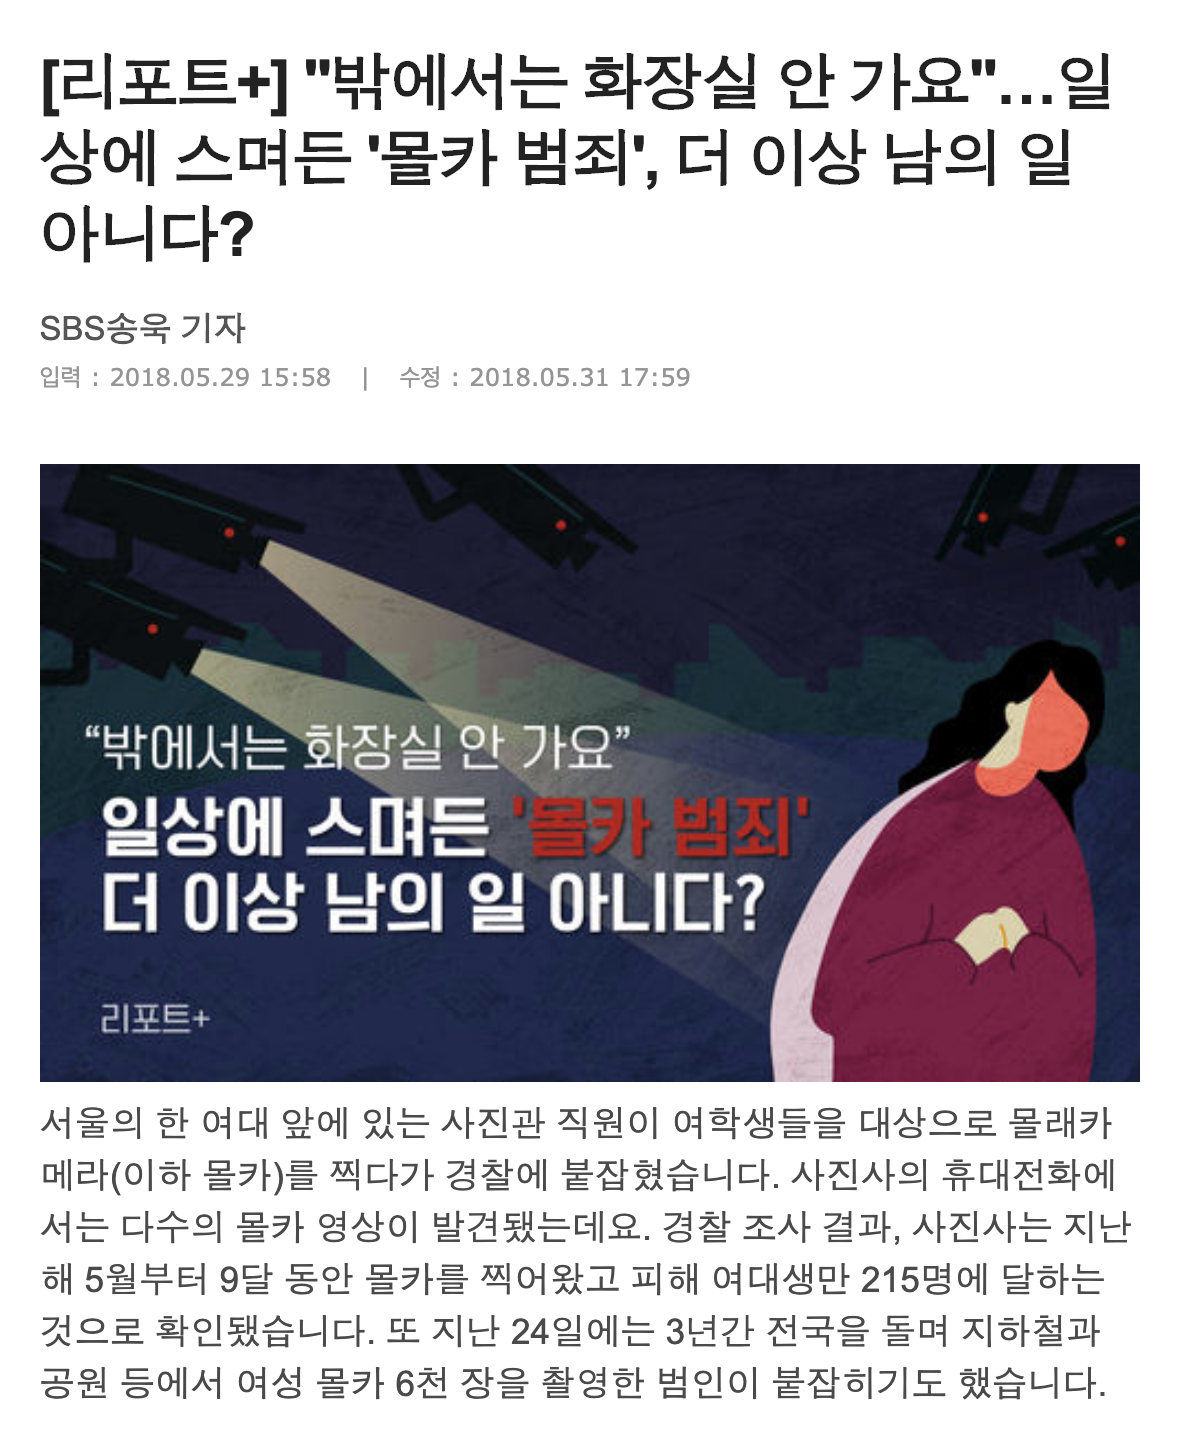 [리포트+] "밖에서는 화장실 안 가요"…일
상에 스며든 '몰카 범죄', 더 이상 남의 일
아니다?
SBS송욱 기자
입력 : 2018.05.29 15:58 | 수정 : 2018.05.31 17:59
“밖에서는 화장실 안 가요”
일상에 스며든 '몰카 범죄'
더 이상 남의 일 아니다?
리포트+
서울의 한 여대 앞에 있는 사진관 직원이 여학생들을 대상으로 몰래카
메라(이하 몰카)를 찍다가 경찰에 붙잡혔습니다. 사진사의 휴대전화에
서는 다수의 몰카 영상이 발견됐는데요. 경찰 조사 결과, 사진사는 지난
해 5월부터 9달 동안 몰카를 찍어왔고 피해 여대생만 215명에 달하는
것으로 확인됐습니다. 또 지난 24일에는 3년간 전국을 돌며 지하철과
공원 등에서 여성 몰카 6천 장을 촬영한 범인이 붙잡히기도 했습니다.